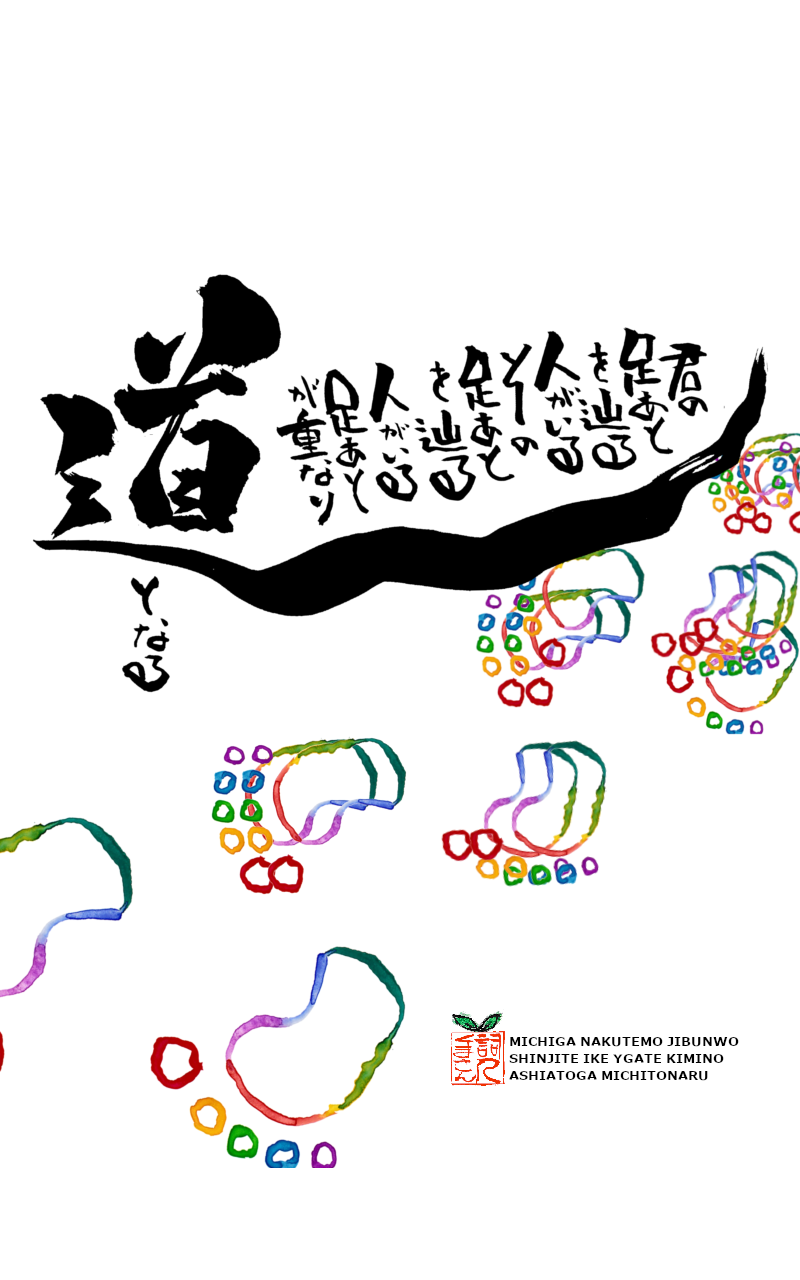 君の
足あと
を辿る
人がいる
その
足あと
を辿る
人がいる
足あと
が重なり
道
となる
MICHIGA NAKUTEMO JIBUNWO
SHINJITE IKE YGATE KIMINO
ASHIATOGA MICHITONARU